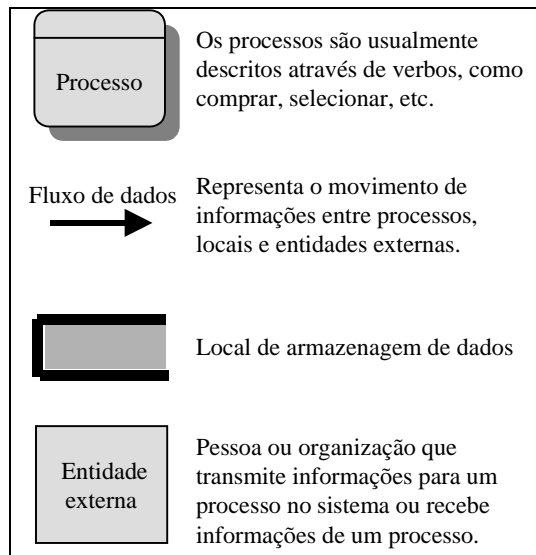 Processo
Os processos são usualmente
descritos através de verbos, como
comprar, selecionar, etc.
Fluxo de dados
Representa o movimento de
informações entre processos,
locais e entidades externas.
Local de armazenagem de dados
Entidade
externa
Pessoa ou organização que
transmite informações para um
processo no sistema ou recebe
informações de um processo.